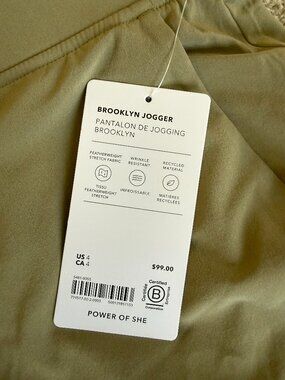 BROOKLYN JOGGER
PANTALON DE JOGGING
BROOKLYN
FEATHERWEIGHT
STRETCH FABRIC
WRINKLE
RESISTANT
RECYCLED
MATERIAL
TISSU
FEATHERWEIGHT
STRETCH
INFROISSABLE
MATIÈRES
RECYCLÉES
US 4
CA 4
$99.00
Certified
B
Corporation
POWER OF SHE